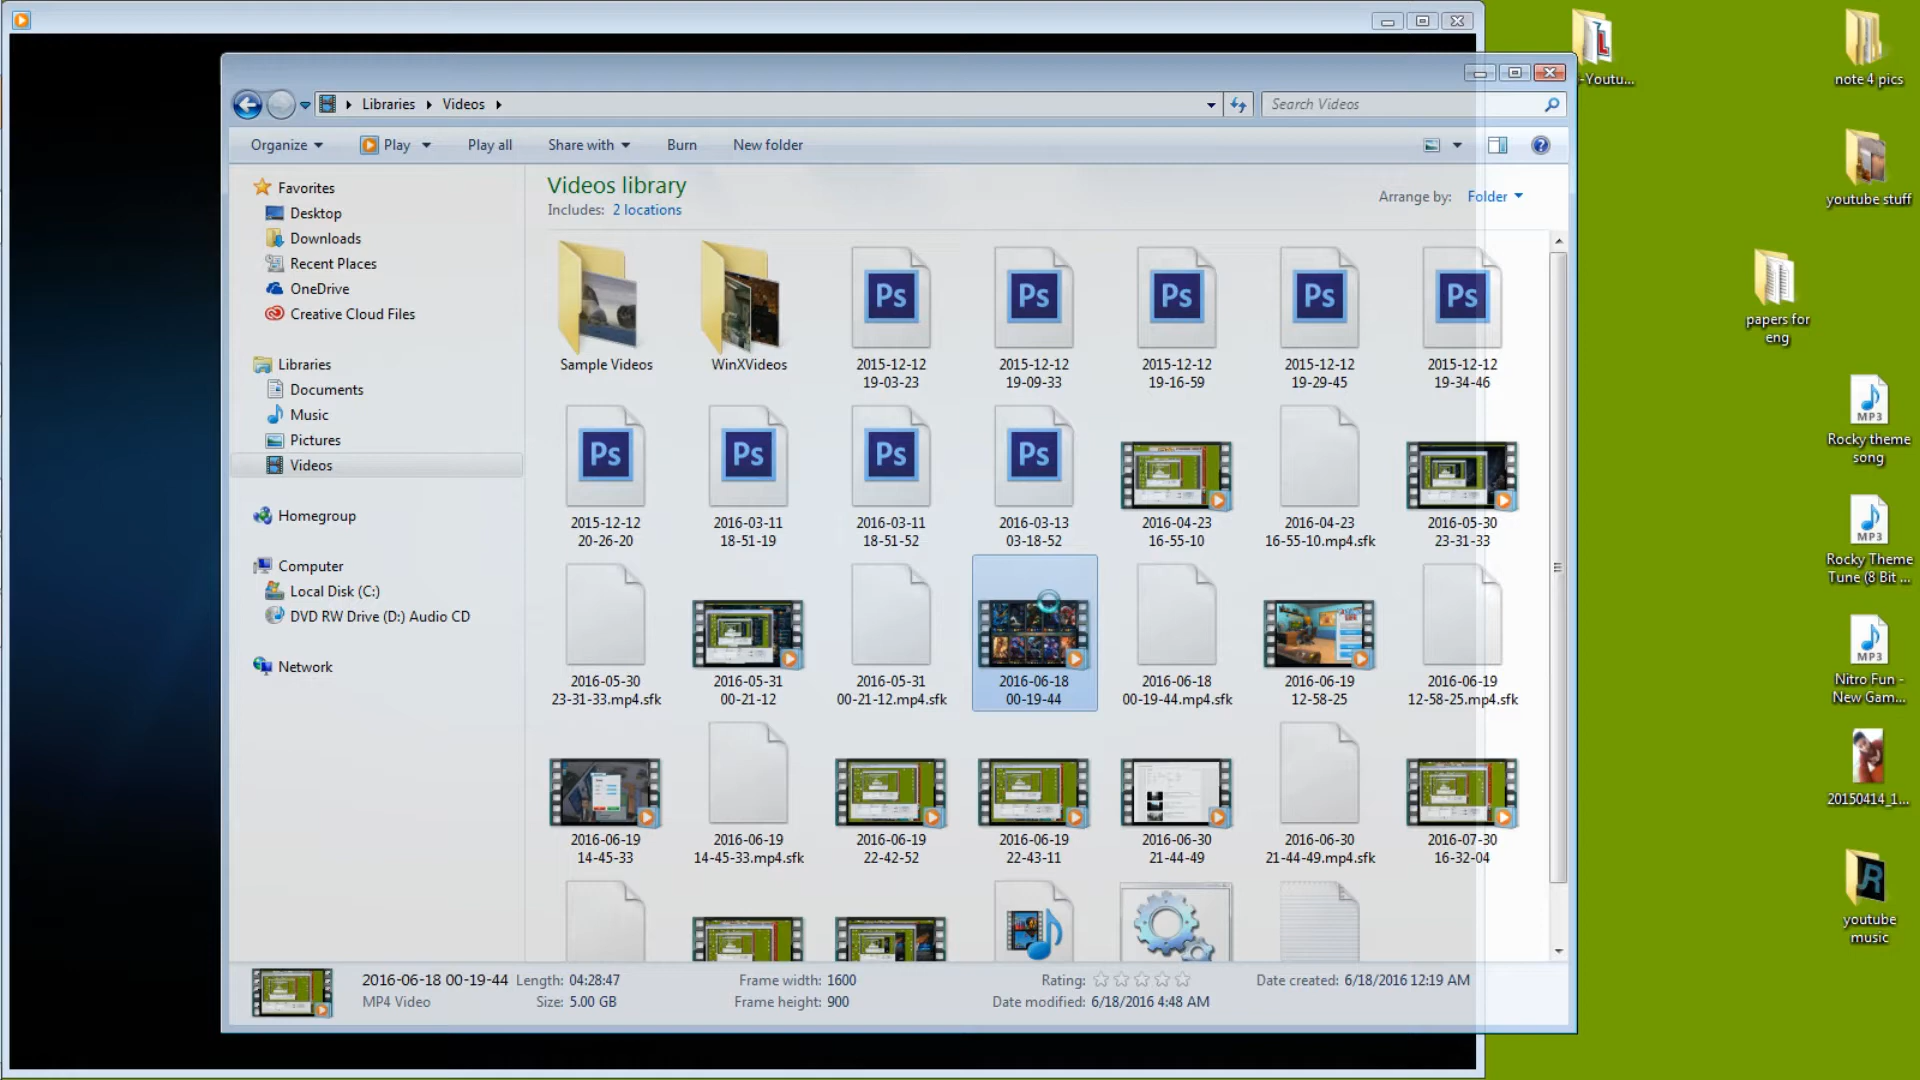 Libraries Videos
Search Videos
Organize Play Play all Share with Burn New folder
Videos library
Includes: 2 locations
Arrange by: Folder
Favorites
Desktop
Downloads
Recent Places
OneDrive
Creative Cloud Files
Libraries
Documents
Music
Pictures
Videos
Homegroup
Computer
Local Disk (C:)
DVD RW Drive (D:) Audio CD
Network
Ps Ps Ps Ps Ps
Sample Videos WinXVideos 2015-12-12 2015-12-12 2015-12-12 2015-12-12 2015-12-12
19-03-23 19-09-33 19-16-59 19-29-45 19-34-46
Ps Ps Ps Ps
2015-12-12 2016-03-11 2016-03-11 2016-03-13 2016-04-23 2016-04-23 2016-05-30
20-26-20 18-51-19 18-51-52 03-18-52 16-55-10 16-55-10.mp4.sfk 23-31-33
2016-05-30 2016-05-31 2016-05-31 2016-06-18 2016-06-18 2016-06-19 2016-06-19
23-31-33.mp4.sfk 00-21-12 00-21-12.mp4.sfk 00-19-44 00-19-44.mp4.sfk 12-58-25 12-58-25.mp4.sfk
2016-06-19 2016-06-19 2016-06-19 2016-06-19 2016-06-30 2016-06-30 2016-07-30
14-45-33 14-45-33.mp4.sfk 22-42-52 22-43-11 21-44-49 21-44-49.mp4.sfk 16-32-04
2016-06-18 00-19-44 Length: 04:28:47 Frame width: 1600 Rating: Date created: 6/18/2016 12:19 AM
MP4 Video Size: 5.00 GB Frame height: 900 Date modified: 6/18/2016 4:48 AM
-Youtu...
note 4 pics
youtube stuff
papers for
eng
MP3
Rocky theme
song
MP3
Rocky Theme
Tune (8 Bit ...
MP3
Nitro Fun -
New Gam...
20150414_1...
youtube
music